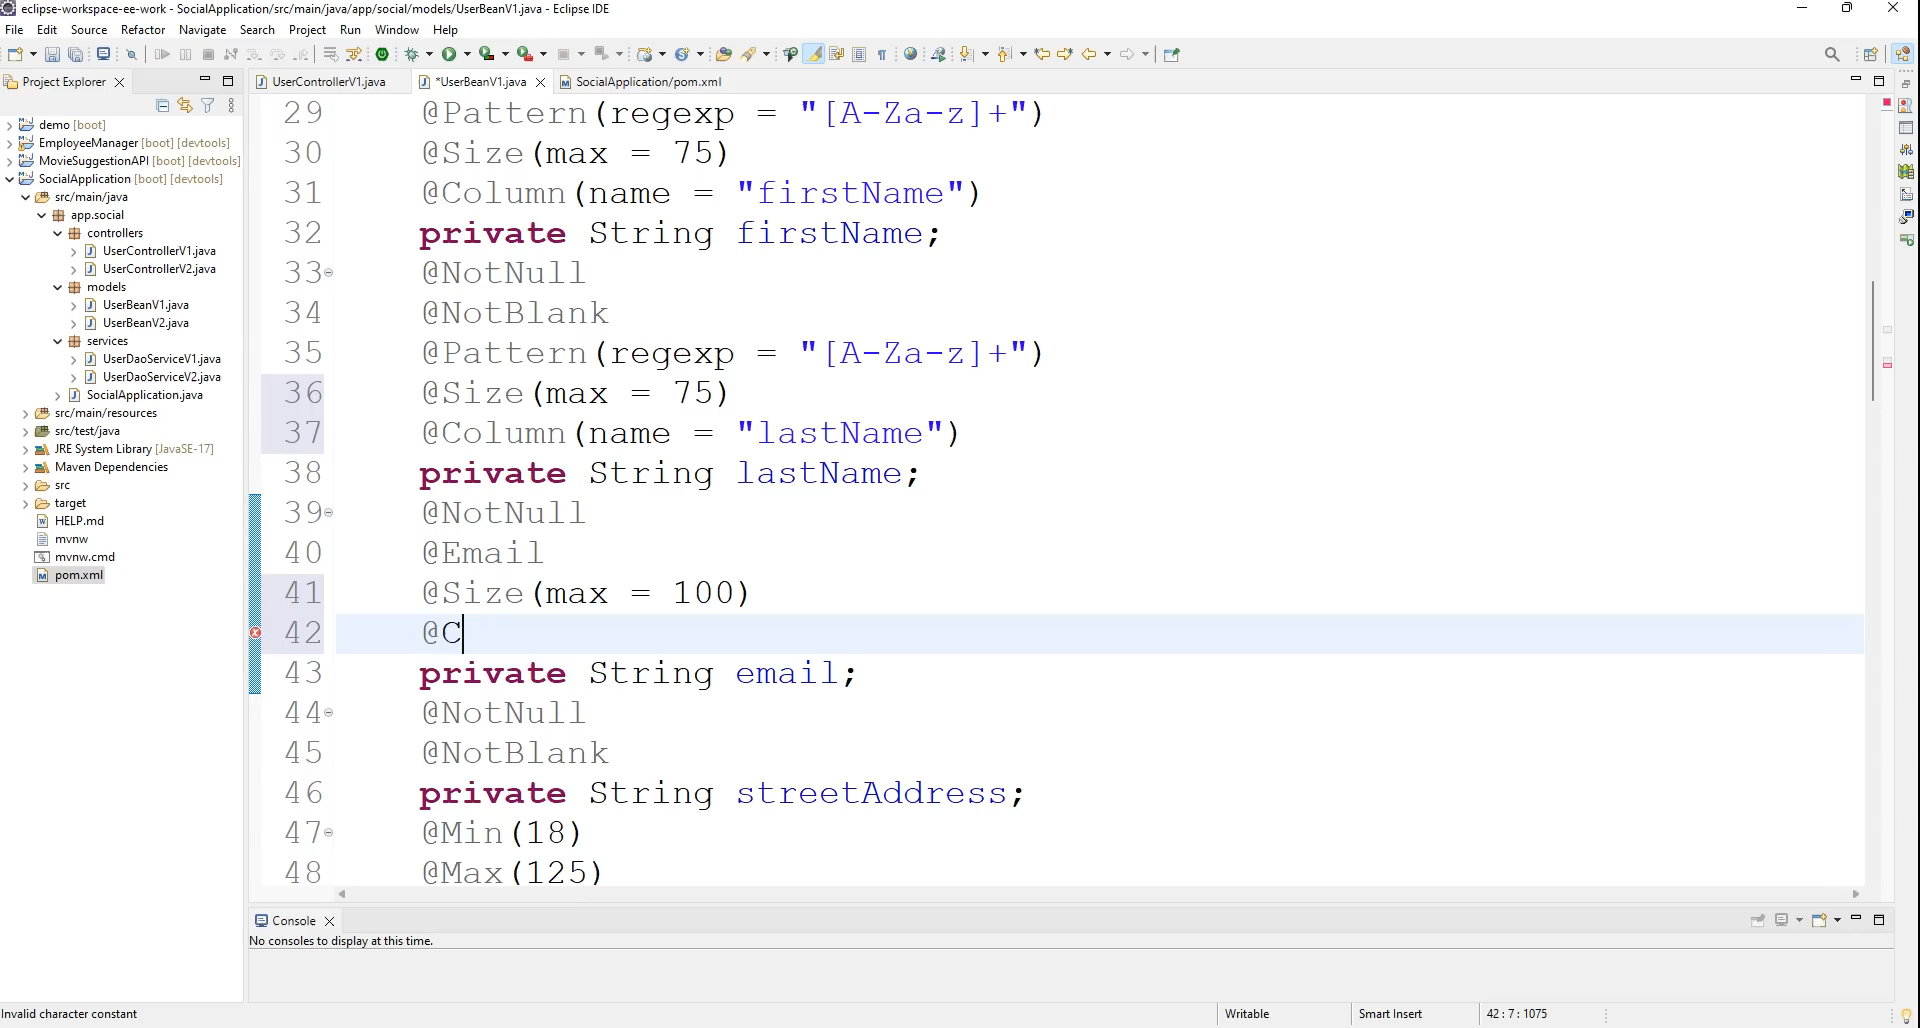 eclipse-workspace-ee-work - SocialApplication/src/main/java/app/social/models/UserBeanV1.java - Eclipse IDE
File Edit Source Refactor Navigate Search Project Run Window Help
Project Explorer
UserControllerV1.java *UserBeanV1.java SocialApplication/pom.xml
demo [boot]
EmployeeManager [boot] [devtools]
MovieSuggestionAPI [boot] [devtools]
SocialApplication [boot] [devtools]
src/main/java
app.social
controllers
UserControllerV1.java
UserControllerV2.java
models
UserBeanV1.java
UserBeanV2.java
services
UserDaoServiceV1.java
UserDaoServiceV2.java
SocialApplication.java
src/main/resources
src/test/java
JRE System Library [JavaSE-17]
Maven Dependencies
src
target
HELP.md
mvnw
mvnw.cmd
pom.xml
29 @Pattern(regexp = "[A-Za-z]+")
30 @Size(max = 75)
31 @Column(name = "firstName")
32 private String firstName;
33 @NotNull
34 @NotBlank
35 @Pattern(regexp = "[A-Za-z]+")
36 @Size(max = 75)
37 @Column(name = "lastName")
38 private String lastName;
39 @NotNull
40 @Email
41 @Size(max = 100)
42 @C
43 private String email;
44 @NotNull
45 @NotBlank
46 private String streetAddress;
47 @Min(18)
48 @Max(125)
Console
No consoles to display at this time.
Invalid character constant Writable Smart Insert 42 : 7 : 1075